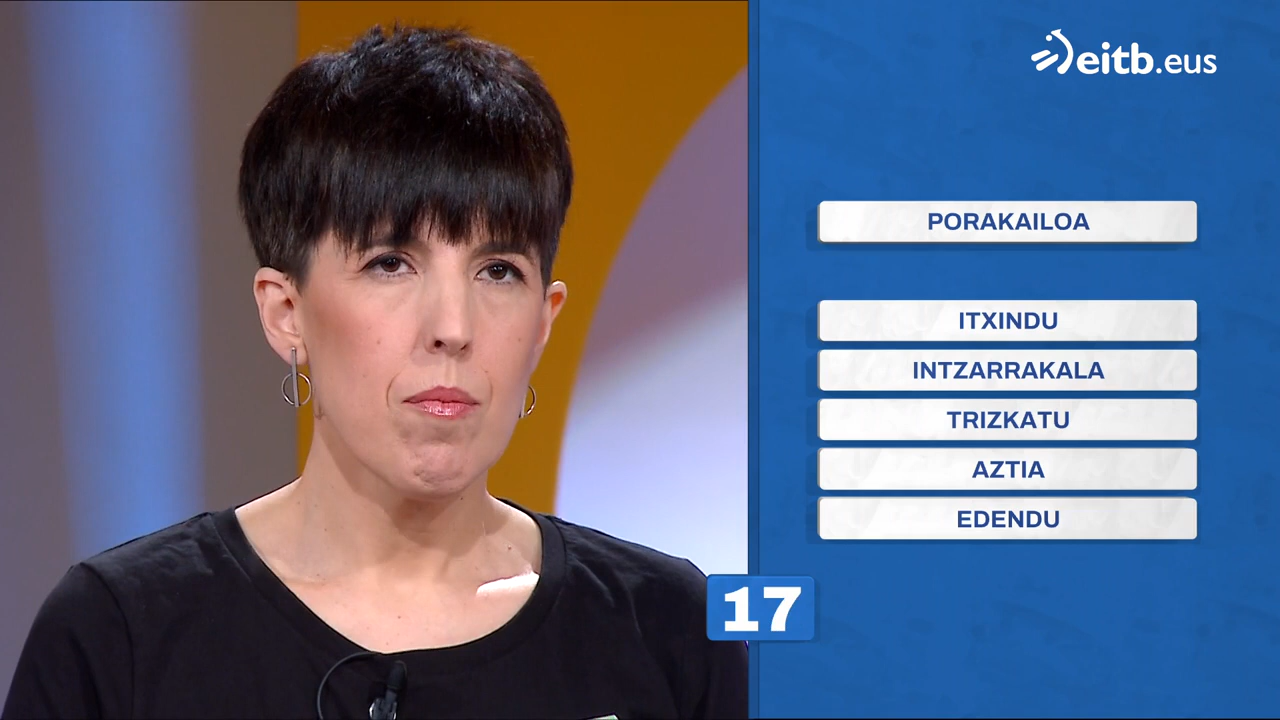 eitb.eus
PORAKAILOA
ITXINDU
INTZARRAKALA
TRIZKATU
AZTIA
EDENDU
17